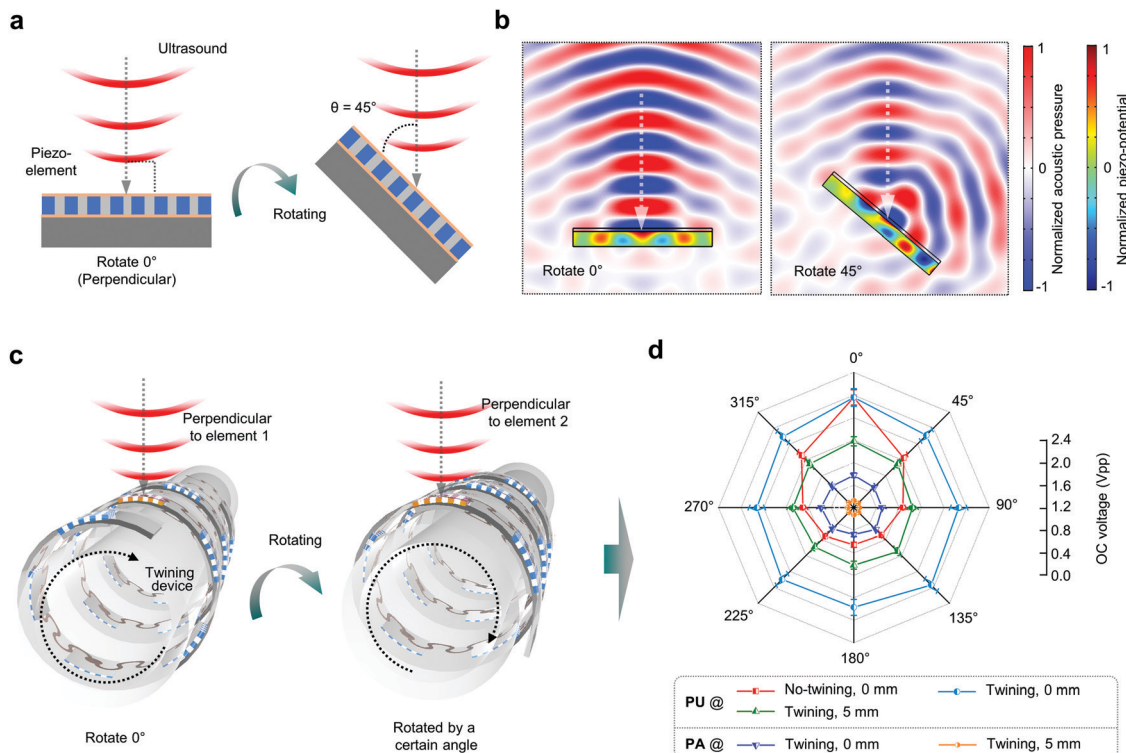 a
Ultrasound
θ = 45°
Piezo-
element
Rotating
Rotate 0°
(Perpendicular)
b
Rotate 0°
Rotate 45°
1
0
-1
Normalized acoustic pressure
1
0
-1
Normalized piezo-potential
c
Perpendicular
to element 1
Perpendicular
to element 2
Twining
device
Rotating
Rotate 0°
Rotated by a
certain angle
d
0°
45°
90°
135°
180°
225°
270°
315°
2.4
2.0
1.6
1.2
0.8
0.4
0.0
OC voltage (Vpp)
PU @
No-twining, 0 mm
Twining, 0 mm
Twining, 5 mm
PA @
Twining, 0 mm
Twining, 5 mm